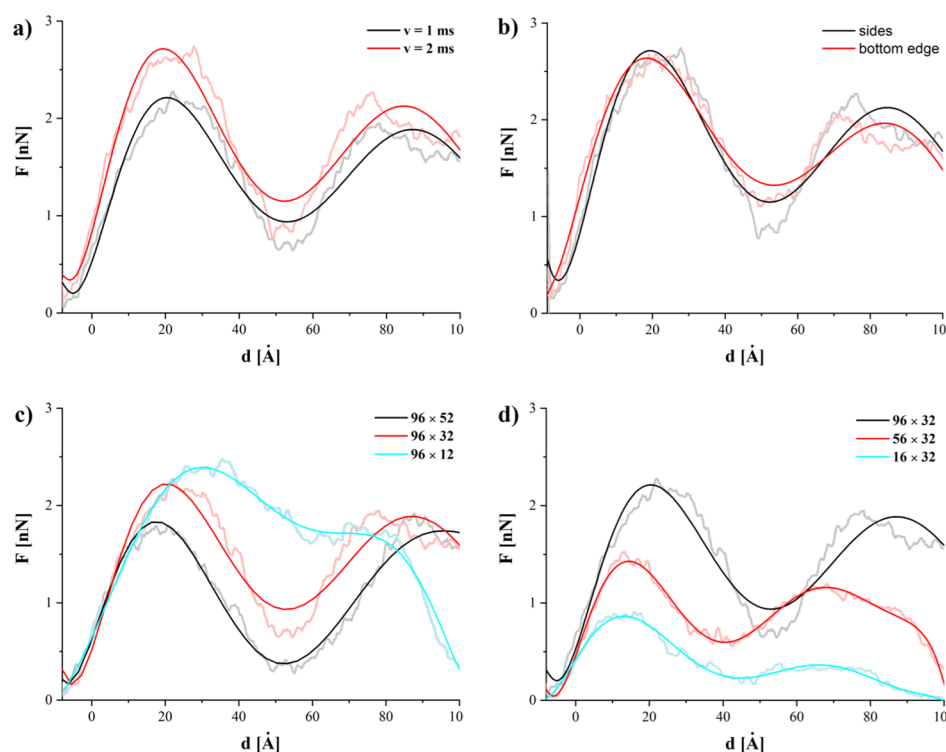 a)
v = 1 ms
v = 2 ms
F [nN]
3
2
1
0
0 20 40 60 80 10
d [Å]
b)
sides
bottom edge
F [nN]
3
2
1
0
0 20 40 60 80 10
d [Å]
c)
96 × 52
96 × 32
96 × 12
F [nN]
3
2
1
0
0 20 40 60 80 10
d [Å]
d)
96 × 32
56 × 32
16 × 32
F [nN]
3
2
1
0
0 20 40 60 80 10
d [Å]